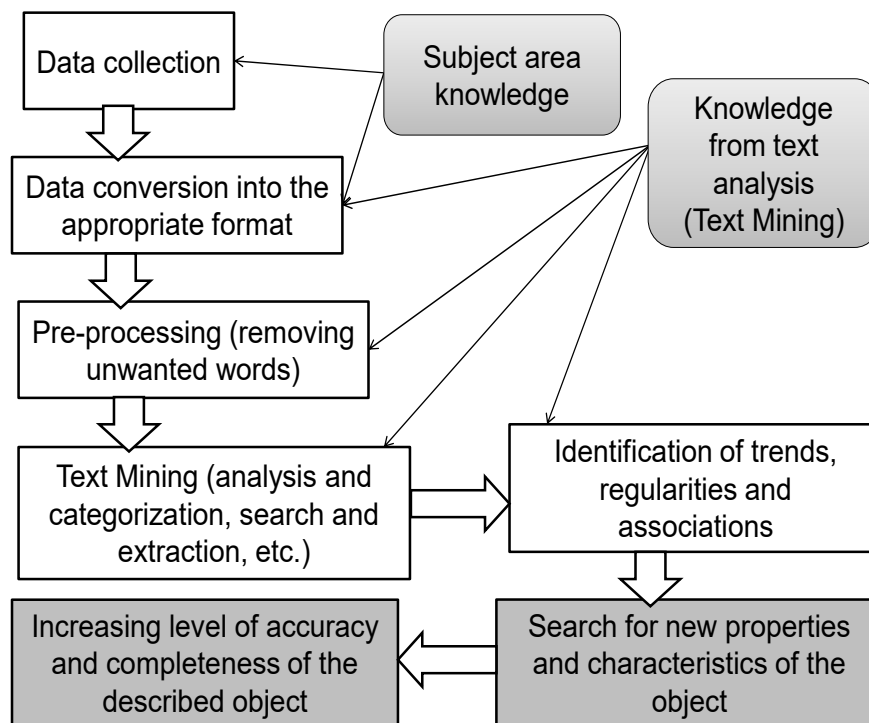 Data collection
Subject area
knowledge
Knowledge
from text
analysis
(Text Mining)
Data conversion into the
appropriate format
Pre-processing (removing
unwanted words)
Text Mining (analysis and
categorization, search and
extraction, etc.)
Identification of trends,
regularities and
associations
Increasing level of accuracy
and completeness of the
described object
Search for new properties
and characteristics of the
object